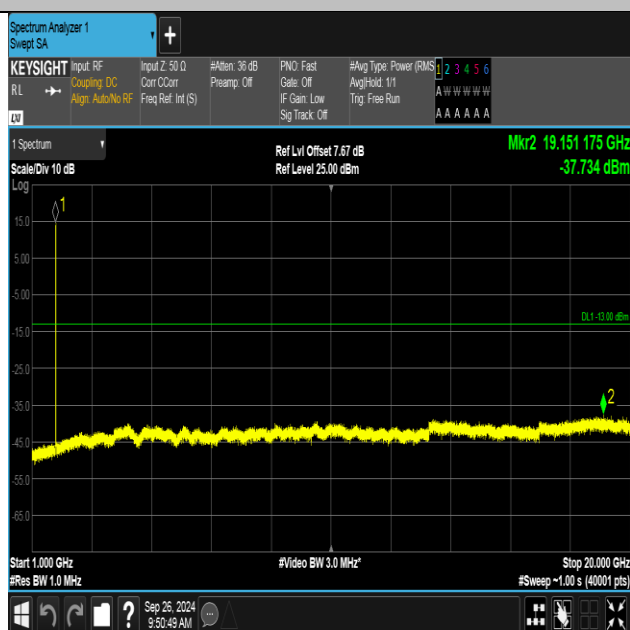 Spectrum Analyzer 1
Swept SA
+
KEYSIGHT
RL
LXI
Input: RF
Coupling: DC
Align: Auto/No RF
Input Z: 50 Ω
Corr CCorr
Freq Ref: Int (S)
#Atten: 36 dB
Preamp: Off
PNO: Fast
Gate: Off
IF Gain: Low
Sig Track: Off
#Avg Type: Power (RMS
Avg|Hold: 1/1
Trig: Free Run
1 2 3 4 5 6
A W W W W W
A A A A A A
1 Spectrum
Scale/Div 10 dB
Ref Lvl Offset 7.67 dB
Ref Level 25.00 dBm
Mkr2 19.151 175 GHz
-37.734 dBm
Log
1
15.0
5.00
-5.00
DL1 -13.00 dBm
-15.0
-25.0
-35.0
2
-45.0
-55.0
-65.0
Start 1.000 GHz
#Video BW 3.0 MHz*
Stop 20.000 GHz
#Res BW 1.0 MHz
#Sweep ~1.00 s (40001 pts)
?
Sep 26, 2024
9:50:49 AM